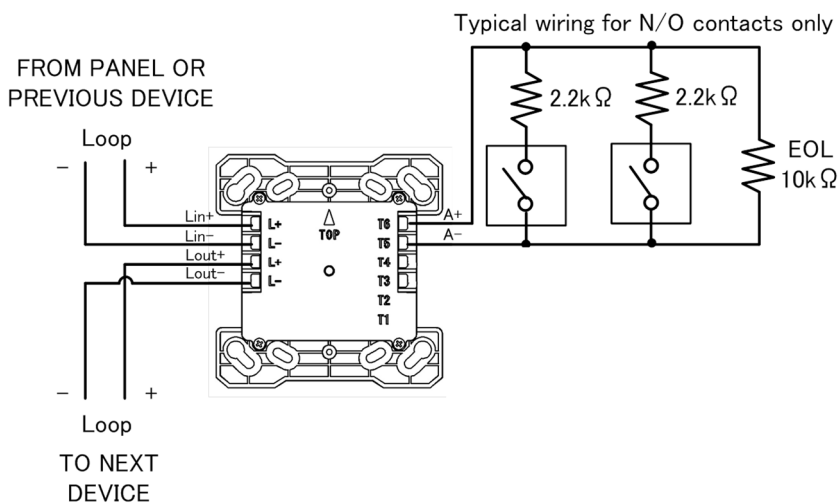 Typical wiring for N/O contacts only
FROM PANEL OR
PREVIOUS DEVICE
Loop
− +
2.2kΩ
2.2kΩ
EOL
10kΩ
Lin+
Lin-
Lout+
Lout-
L+
L-
L+
L-
TOP
T6
T5
T4
T3
T2
T1
A+
A−
− +
Loop
TO NEXT
DEVICE